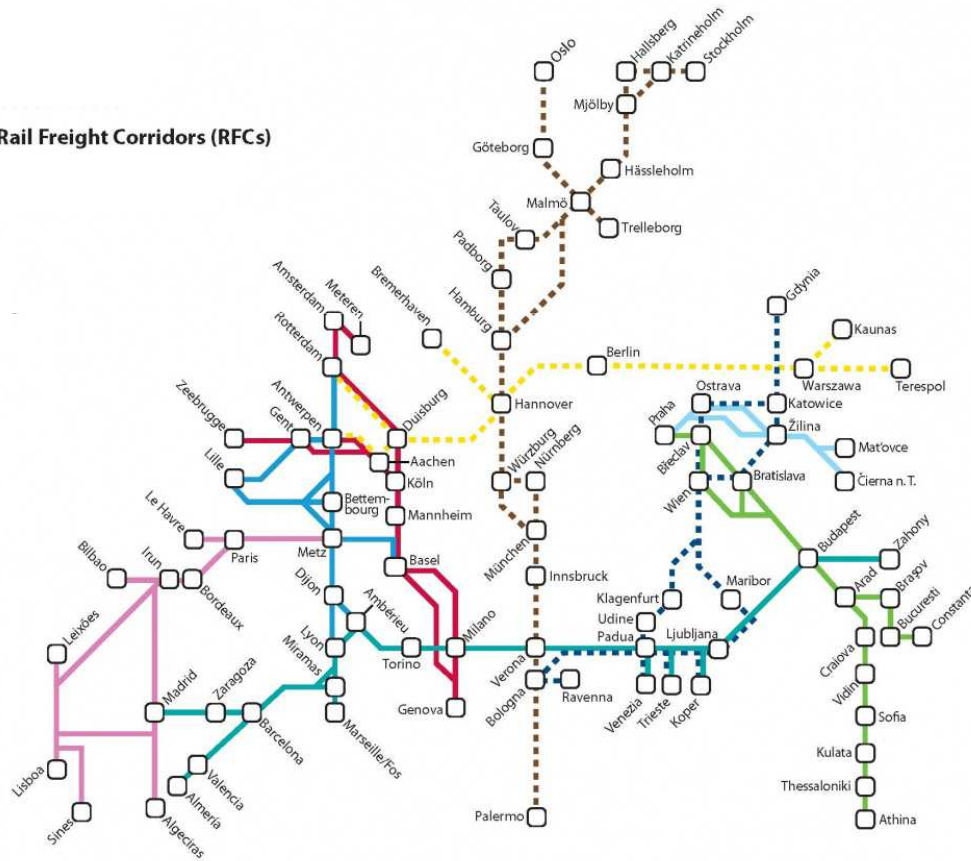 Rail Freight Corridors (RFCs)
Oslo
Hallsberg
Katrineholm
Stockholm
Mjölby
Göteborg
Hässleholm
Malmö
Taulov
Trelleborg
Padborg
Hamburg
Bremerhaven
Amsterdam
Meteren
Rotterdam
Gdynia
Kaunas
Berlin
Warszawa
Terespol
Hannover
Ostrava
Katowice
Praha
Žilina
Zeebrugge
Gent
Antwerpen
Duisburg
Aachen
Würzburg
Nürnberg
Břeclav
Bratislava
Mat'ovce
Čierna n. T.
Lille
Köln
Wien
Bettem-
bourg
Mannheim
Le Havre
Paris
Metz
Basel
München
Budapest
Zahony
Bilbao
Irun
Bordeaux
Dijon
Ambérieu
Innsbruck
Klagenfurt
Maribor
Arad
Braşov
Bucuresti
Constanta
Leixões
Lyon
Miramas
Torino
Milano
Verona
Udine
Padua
Ljubljana
Craiova
Vidin
Madrid
Zaragoza
Barcelona
Marseille/Fos
Genova
Bologna
Ravenna
Venezia
Trieste
Koper
Sofia
Kulata
Lisboa
Valencia
Almería
Thessaloniki
Sines
Algeciras
Palermo
Athina